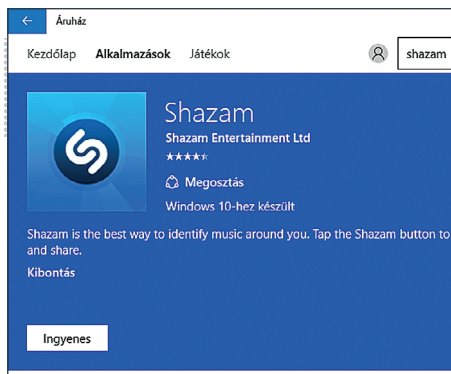 Áruház
Kezdőlap Alkalmazások Játékok shazam
Shazam
Shazam Entertainment Ltd
Megosztás
Windows 10-hez készült
Shazam is the best way to identify music around you. Tap the Shazam button to
and share.
Kibontás
Ingyenes